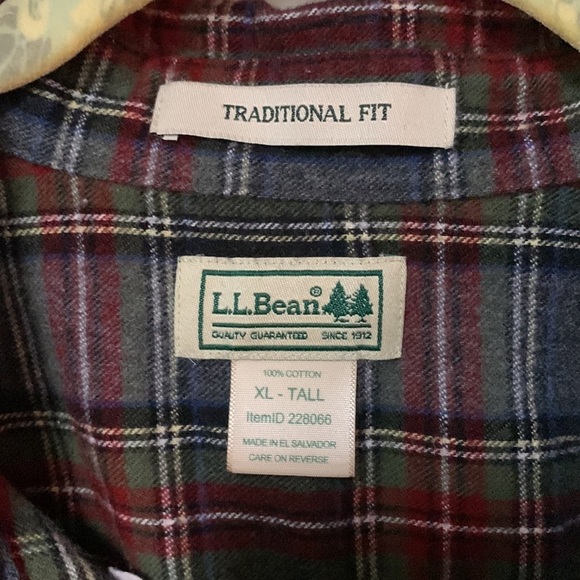 TRADITIONAL FIT
L.L.Bean®
QUALITY GUARANTEED SINCE 1912
100% COTTON
XL - TALL
ItemID 228066
MADE IN EL SALVADOR
CARE ON REVERSE